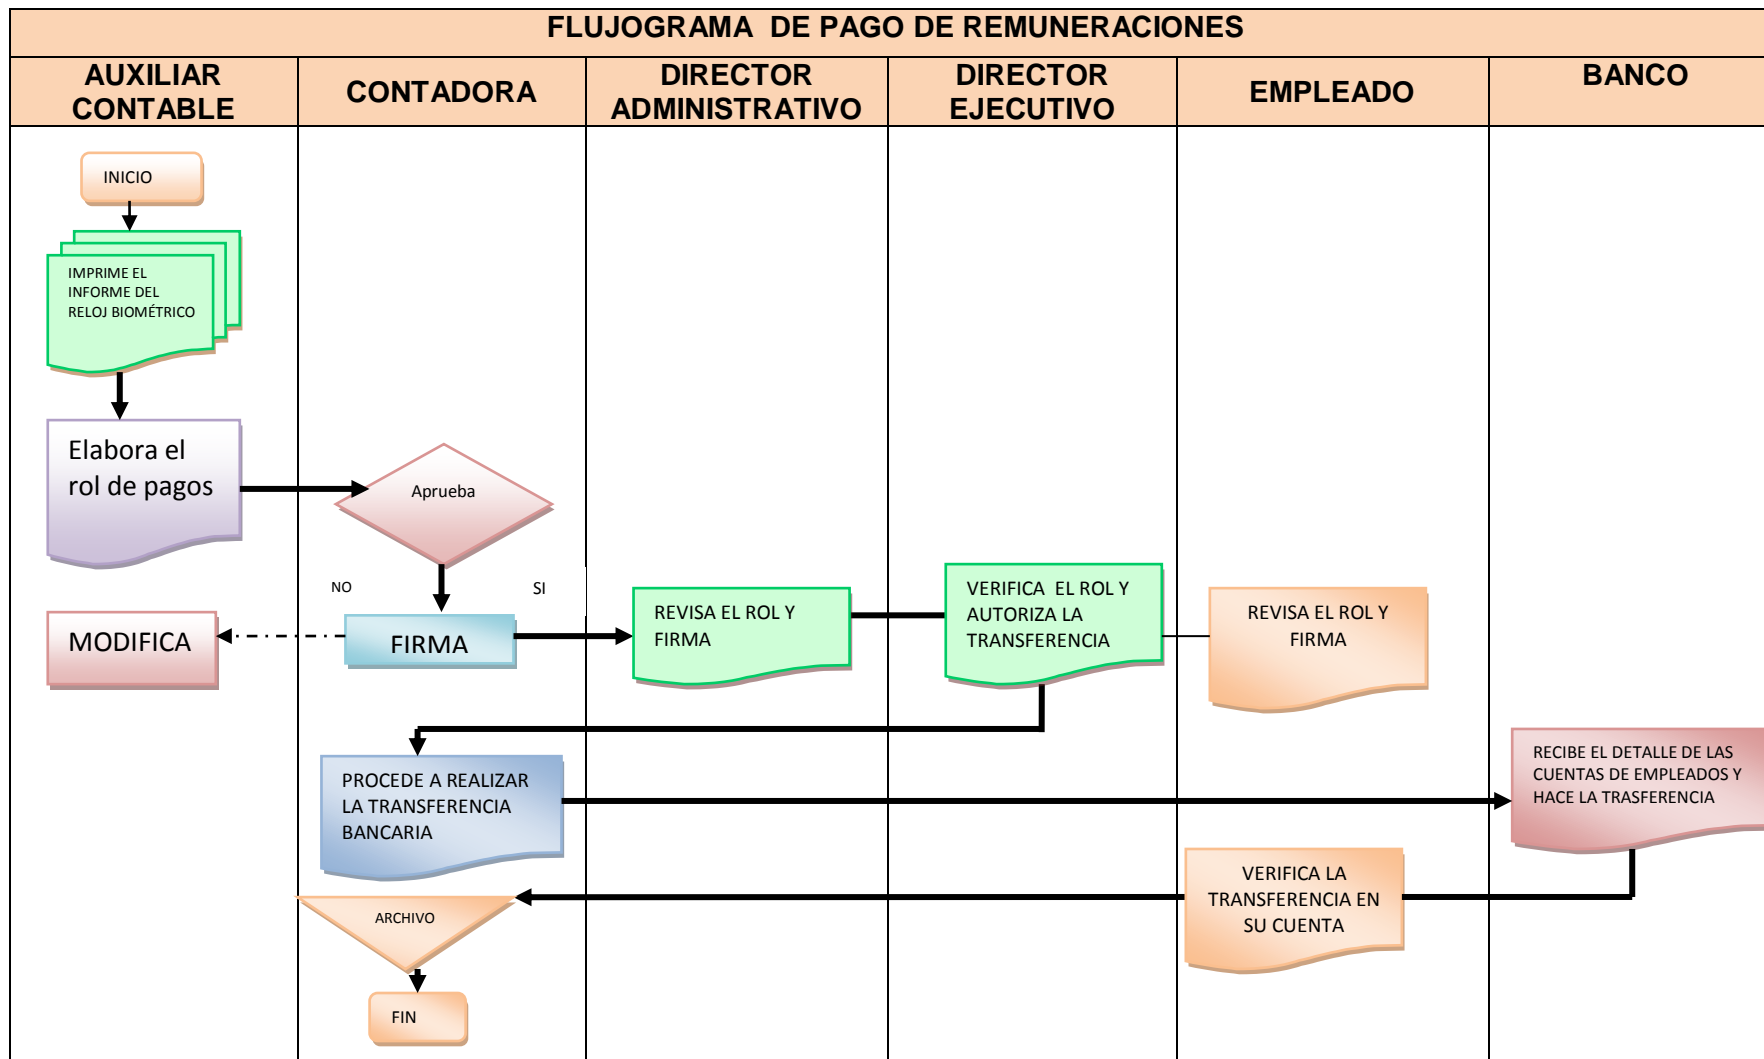 FLUJOGRAMA  DE PAGO DE REMUNERACIONES
AUXILIAR
CONTABLE
CONTADORA
DIRECTOR
ADMINISTRATIVO
DIRECTOR
EJECUTIVO
EMPLEADO
BANCO
INICIO
IMPRIME EL
INFORME DEL
RELOJ BIOMÉTRICO
Elabora el
rol de pagos
Aprueba
NO
SI
MODIFICA
FIRMA
REVISA EL ROL Y
FIRMA
VERIFICA  EL ROL Y
AUTORIZA LA
TRANSFERENCIA
REVISA EL ROL Y
FIRMA
PROCEDE A REALIZAR
LA TRANSFERENCIA
BANCARIA
RECIBE EL DETALLE DE LAS
CUENTAS DE EMPLEADOS Y
HACE LA TRASFERENCIA
VERIFICA LA
TRANSFERENCIA EN
SU CUENTA
ARCHIVO
FIN